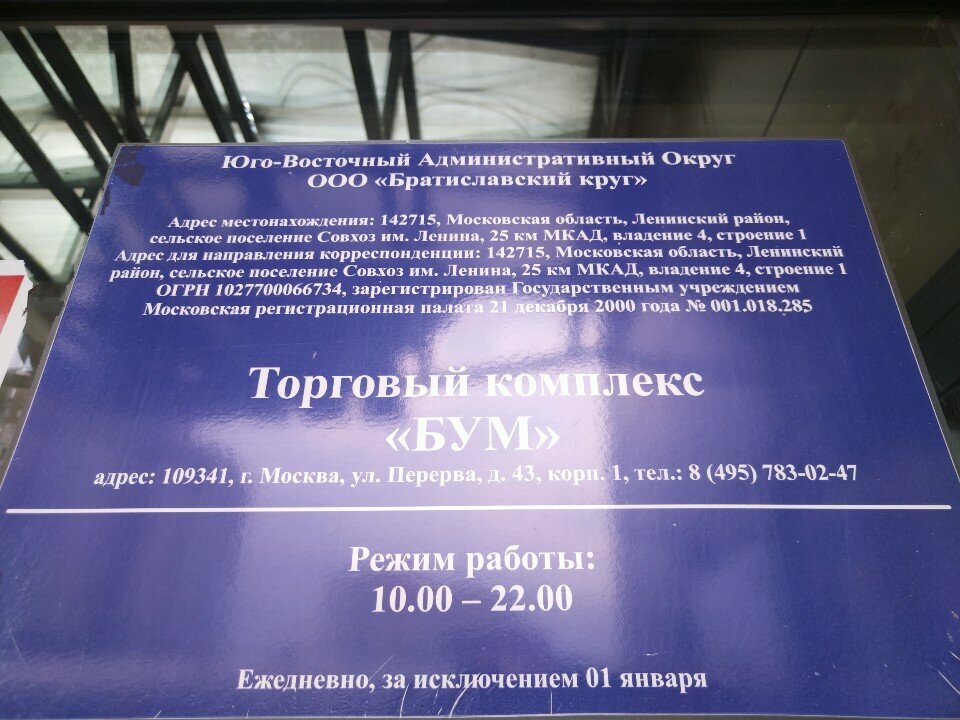 Юго-Восточный Административный Округ
ООО «Братиславский круг»
Адрес местонахождения: 142715, Московская область, Ленинский район,
сельское поселение Совхоз им. Ленина, 25 км МКАД, владение 4, строение 1
Адрес для направления корреспонденции: 142715, Московская область, Ленинский
район, сельское поселение Совхоз им. Ленина, 25 км МКАД, владение 4, строение 1
ОГРН 1027700066734, зарегистрирован Государственным учреждением
Московская регистрационная палата 21 декабря 2000 года № 001.018.285
Торговый комплекс
«БУМ»
адрес: 109341, г. Москва, ул. Перерва, д. 43, корп. 1, тел.: 8 (495) 783-02-47
Режим работы:
10.00 – 22.00
Ежедневно, за исключением 01 января